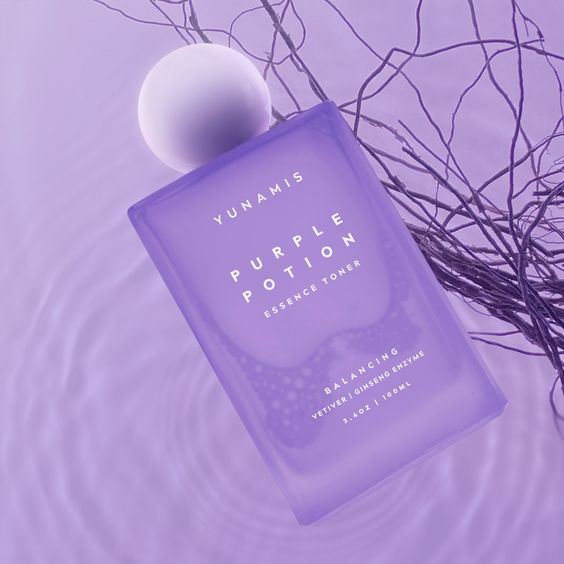 YUNAMIS
PURPLE
POTION
ESSENCE TONER
BALANCING
VETIVER | GINSENG ENZYME
3.4OZ | 100ML